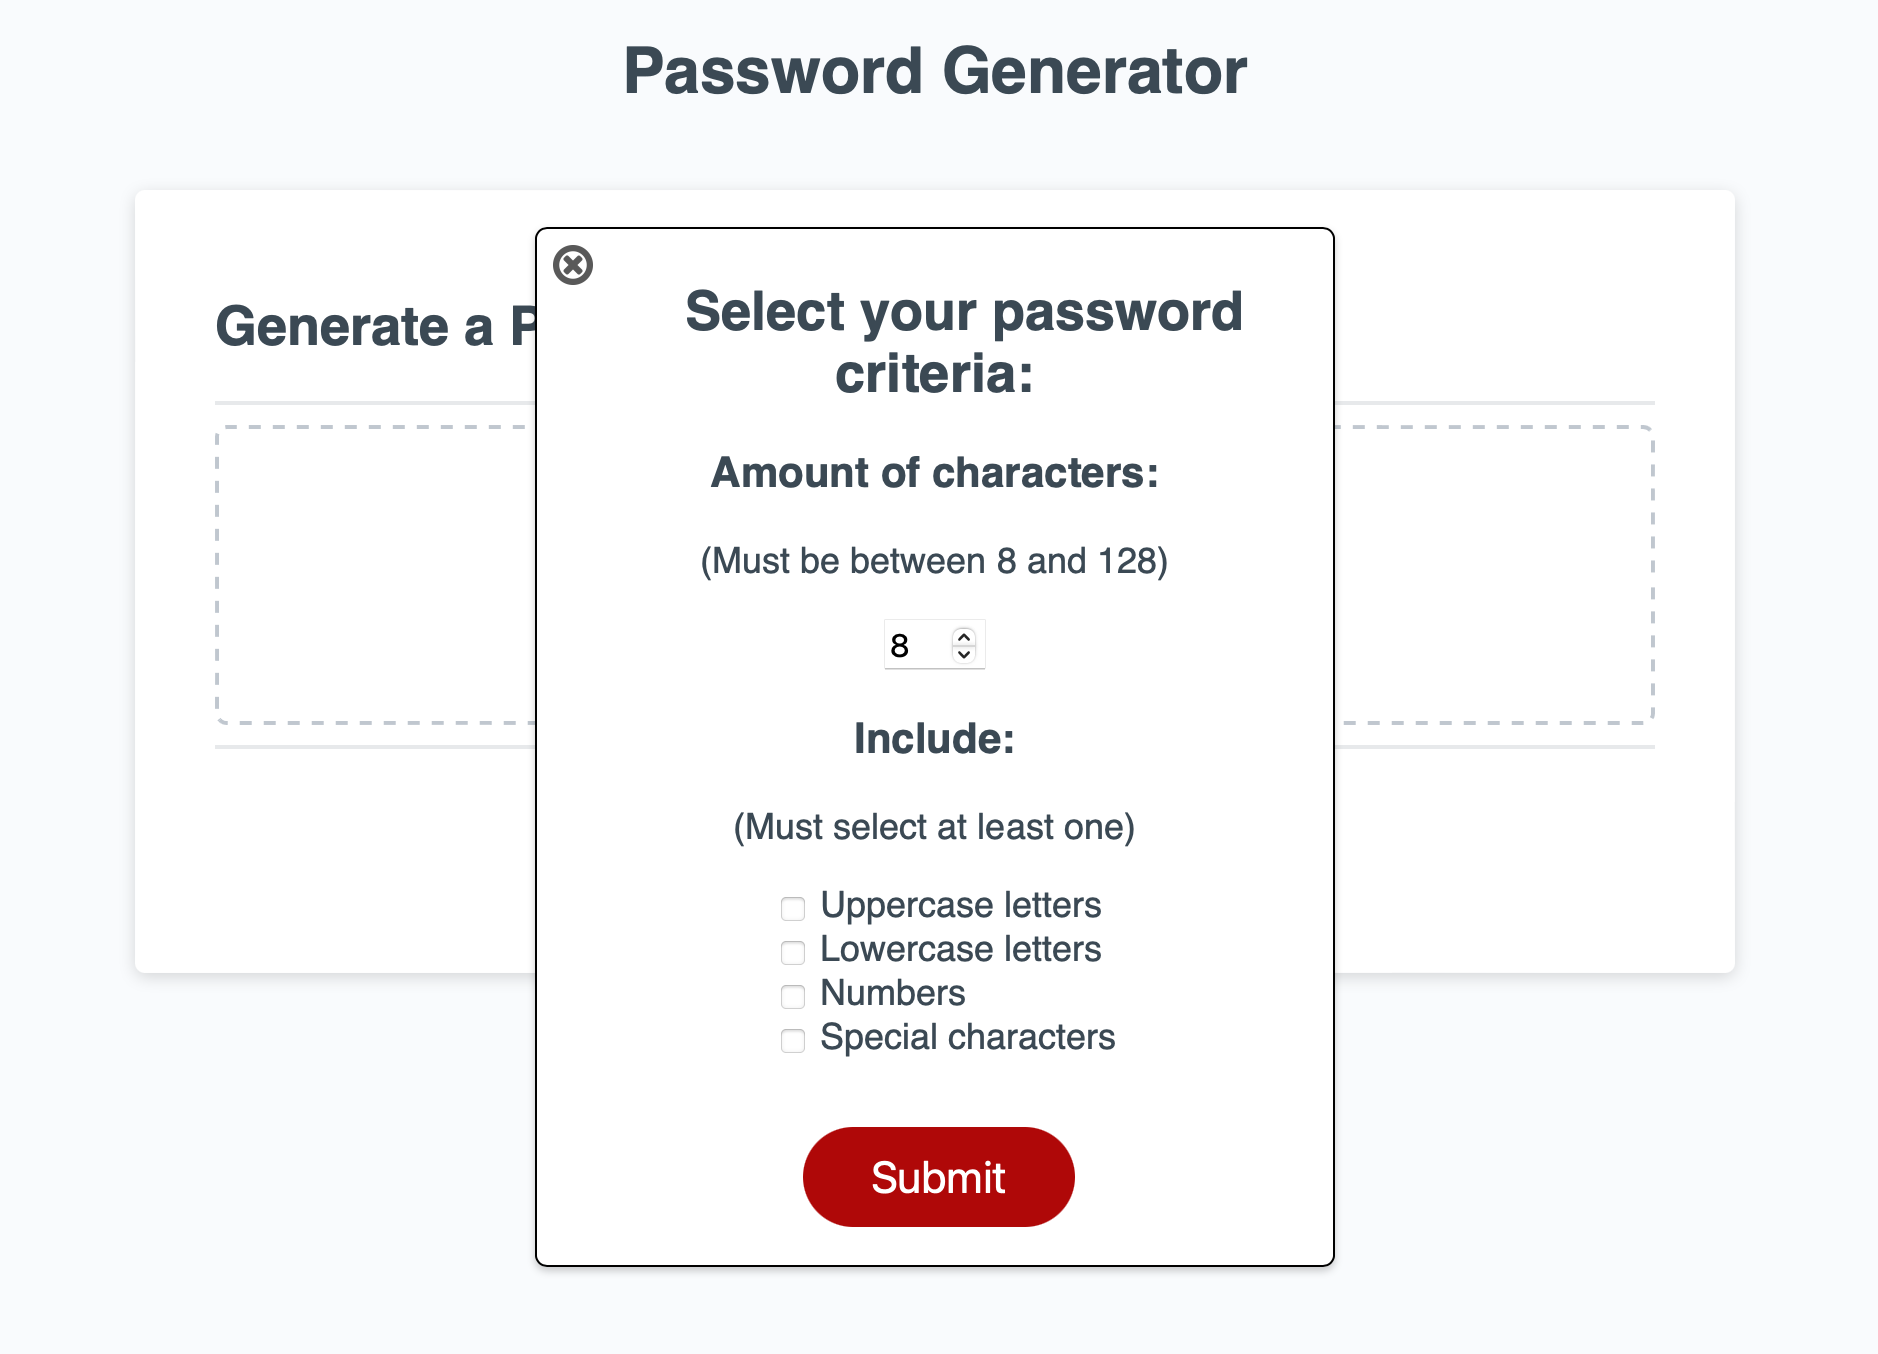 Password Generator
Generate a P
Select your password
criteria:
Amount of characters:
(Must be between 8 and 128)
8
Include:
(Must select at least one)
Uppercase letters
Lowercase letters
Numbers
Special characters
Submit